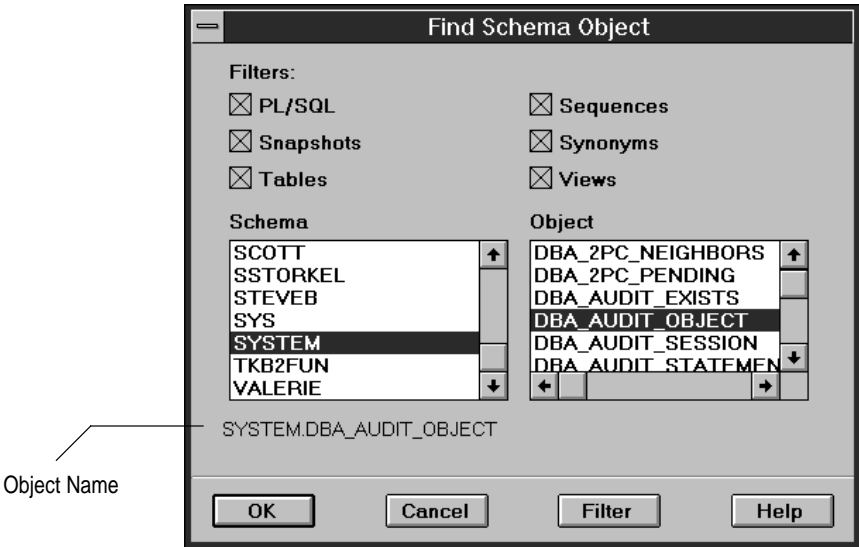 Find Schema Object
Filters:
PL/SQL
Sequences
Snapshots
Synonyms
Tables
Views
Schema
Object
SCOTT
SSTORKEL
STEVEB
SYS
SYSTEM
TKB2FUN
VALERIE
DBA_2PC_NEIGHBORS
DBA_2PC_PENDING
DBA_AUDIT_EXISTS
DBA_AUDIT_OBJECT
DBA_AUDIT_SESSION
DBA_AUDIT_STATEMEN
SYSTEM.DBA_AUDIT_OBJECT
Object Name
OK
Cancel
Filter
Help